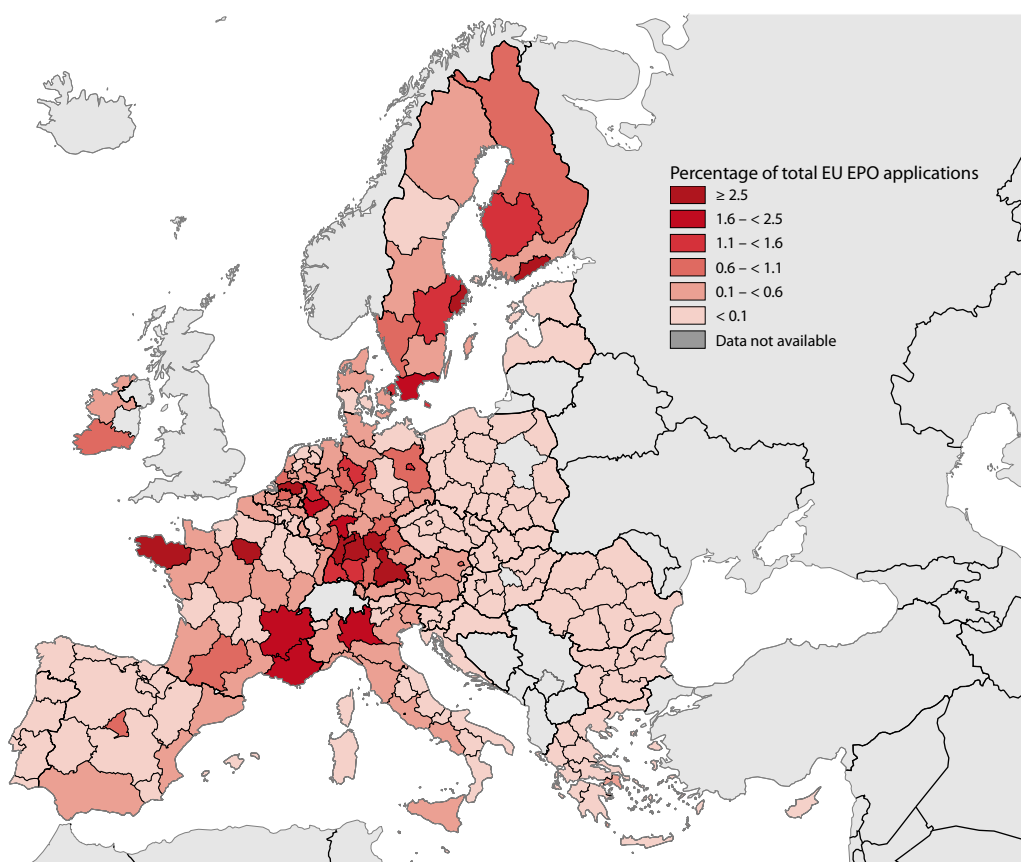 Percentage of total EU EPO applications
≥ 2.5
1.6 – < 2.5
1.1 – < 1.6
0.6 – < 1.1
0.1 – < 0.6
< 0.1
Data not available